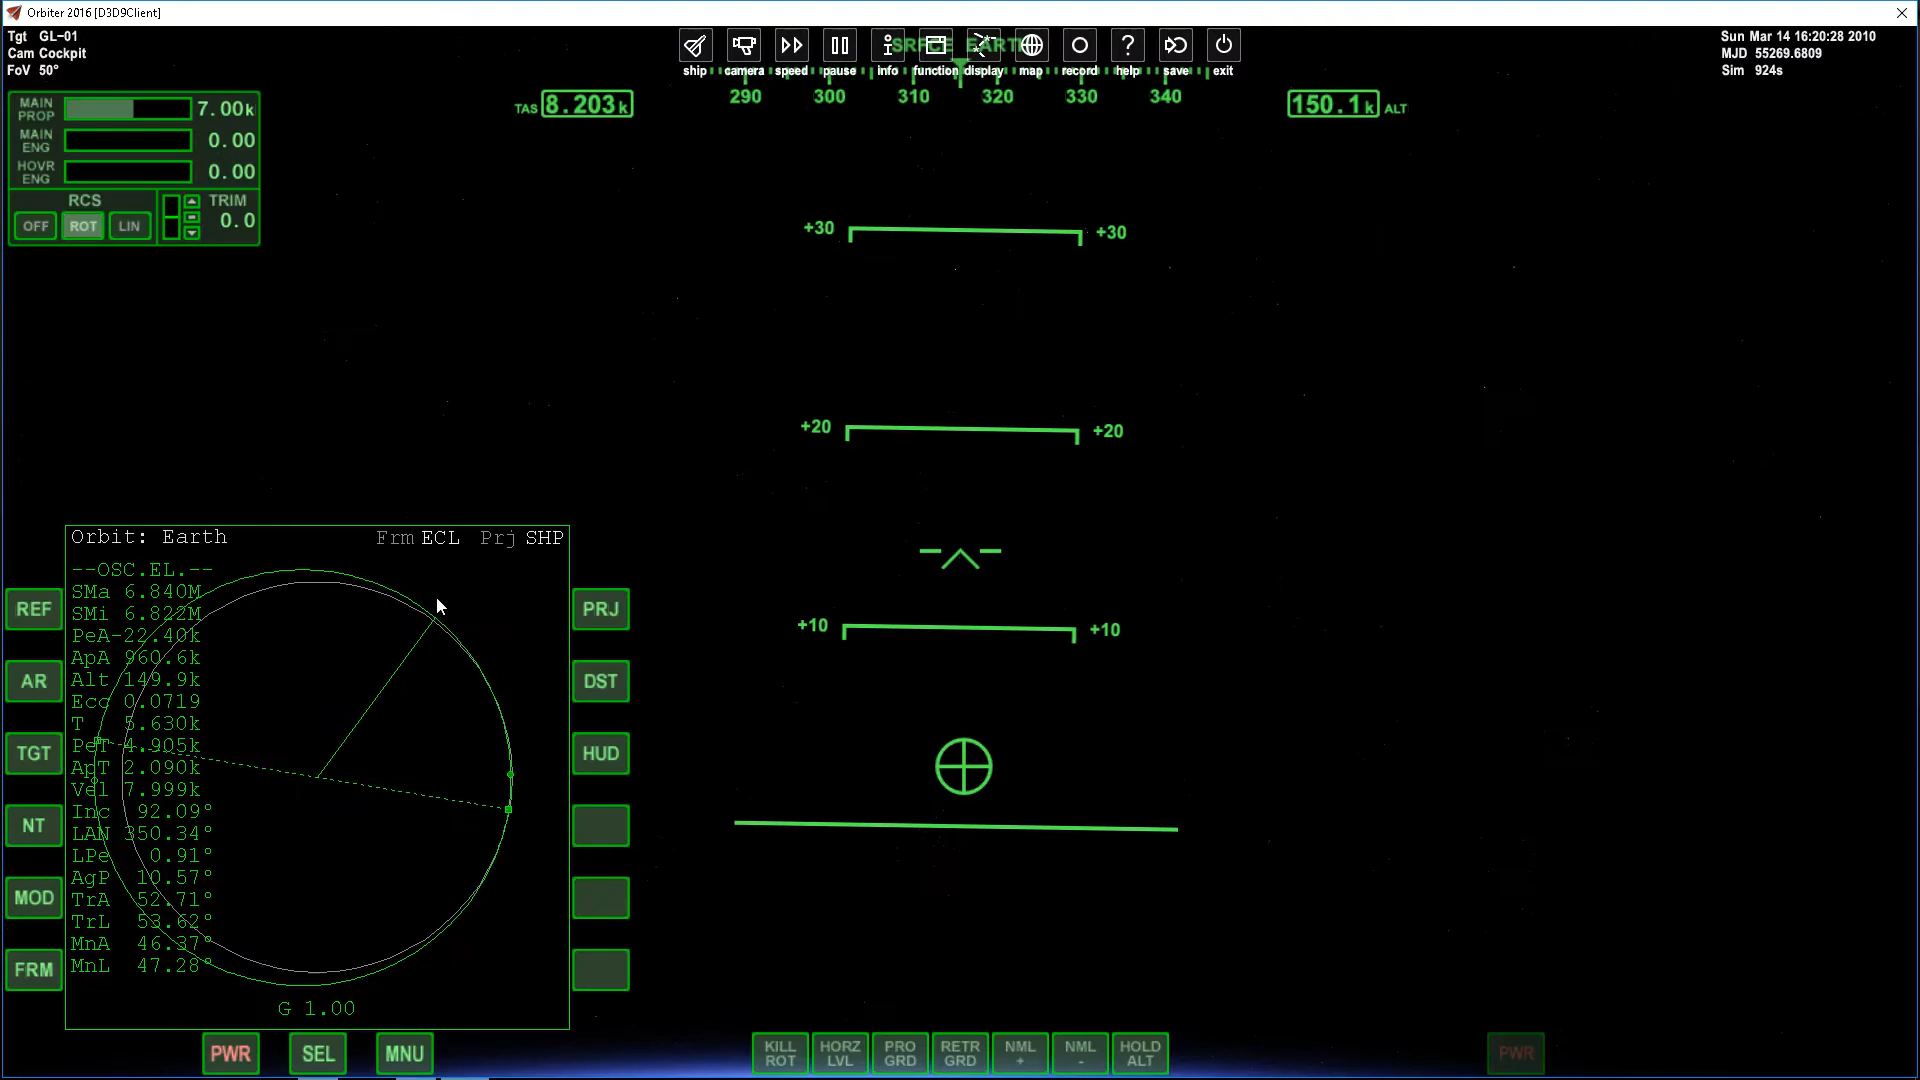 Orbiter 2016 [D3D9Client]
Tgt GL-01
Cam Cockpit
FoV 50°
SRFCE EARTH
ship camera speed pause info function display map record help save exit
Sun Mar 14 16:20:28 2010
MJD 55269.6809
Sim 924s
290 300 310 320 330 340
TAS 8.203k
150.1k ALT
MAIN PROP 7.00k
MAIN ENG 0.00
HOVR ENG 0.00
RCS
OFF ROT LIN
TRIM
0.0
+30 +30
+20 +20
+10 +10
Orbit: Earth Frm ECL Prj SHP
--OSC.EL.--
SMa 6.840M
SMi 6.822M
PeA-22.40k
ApA 960.6k
Alt 149.9k
Ecc 0.0719
T 5.630k
PeT 4.905k
ApT 2.090k
Vel 7.999k
Inc 92.09°
LAN 350.34°
LPe 0.91°
AgP 10.57°
TrA 52.71°
TrL 53.62°
MnA 46.37°
MnL 47.28°
G 1.00
REF
AR
TGT
NT
MOD
FRM
PRJ
DST
HUD
PWR SEL MNU
KILL ROT
HORZ LVL
PRO GRD
RETR GRD
NML +
NML -
HOLD ALT
PWR